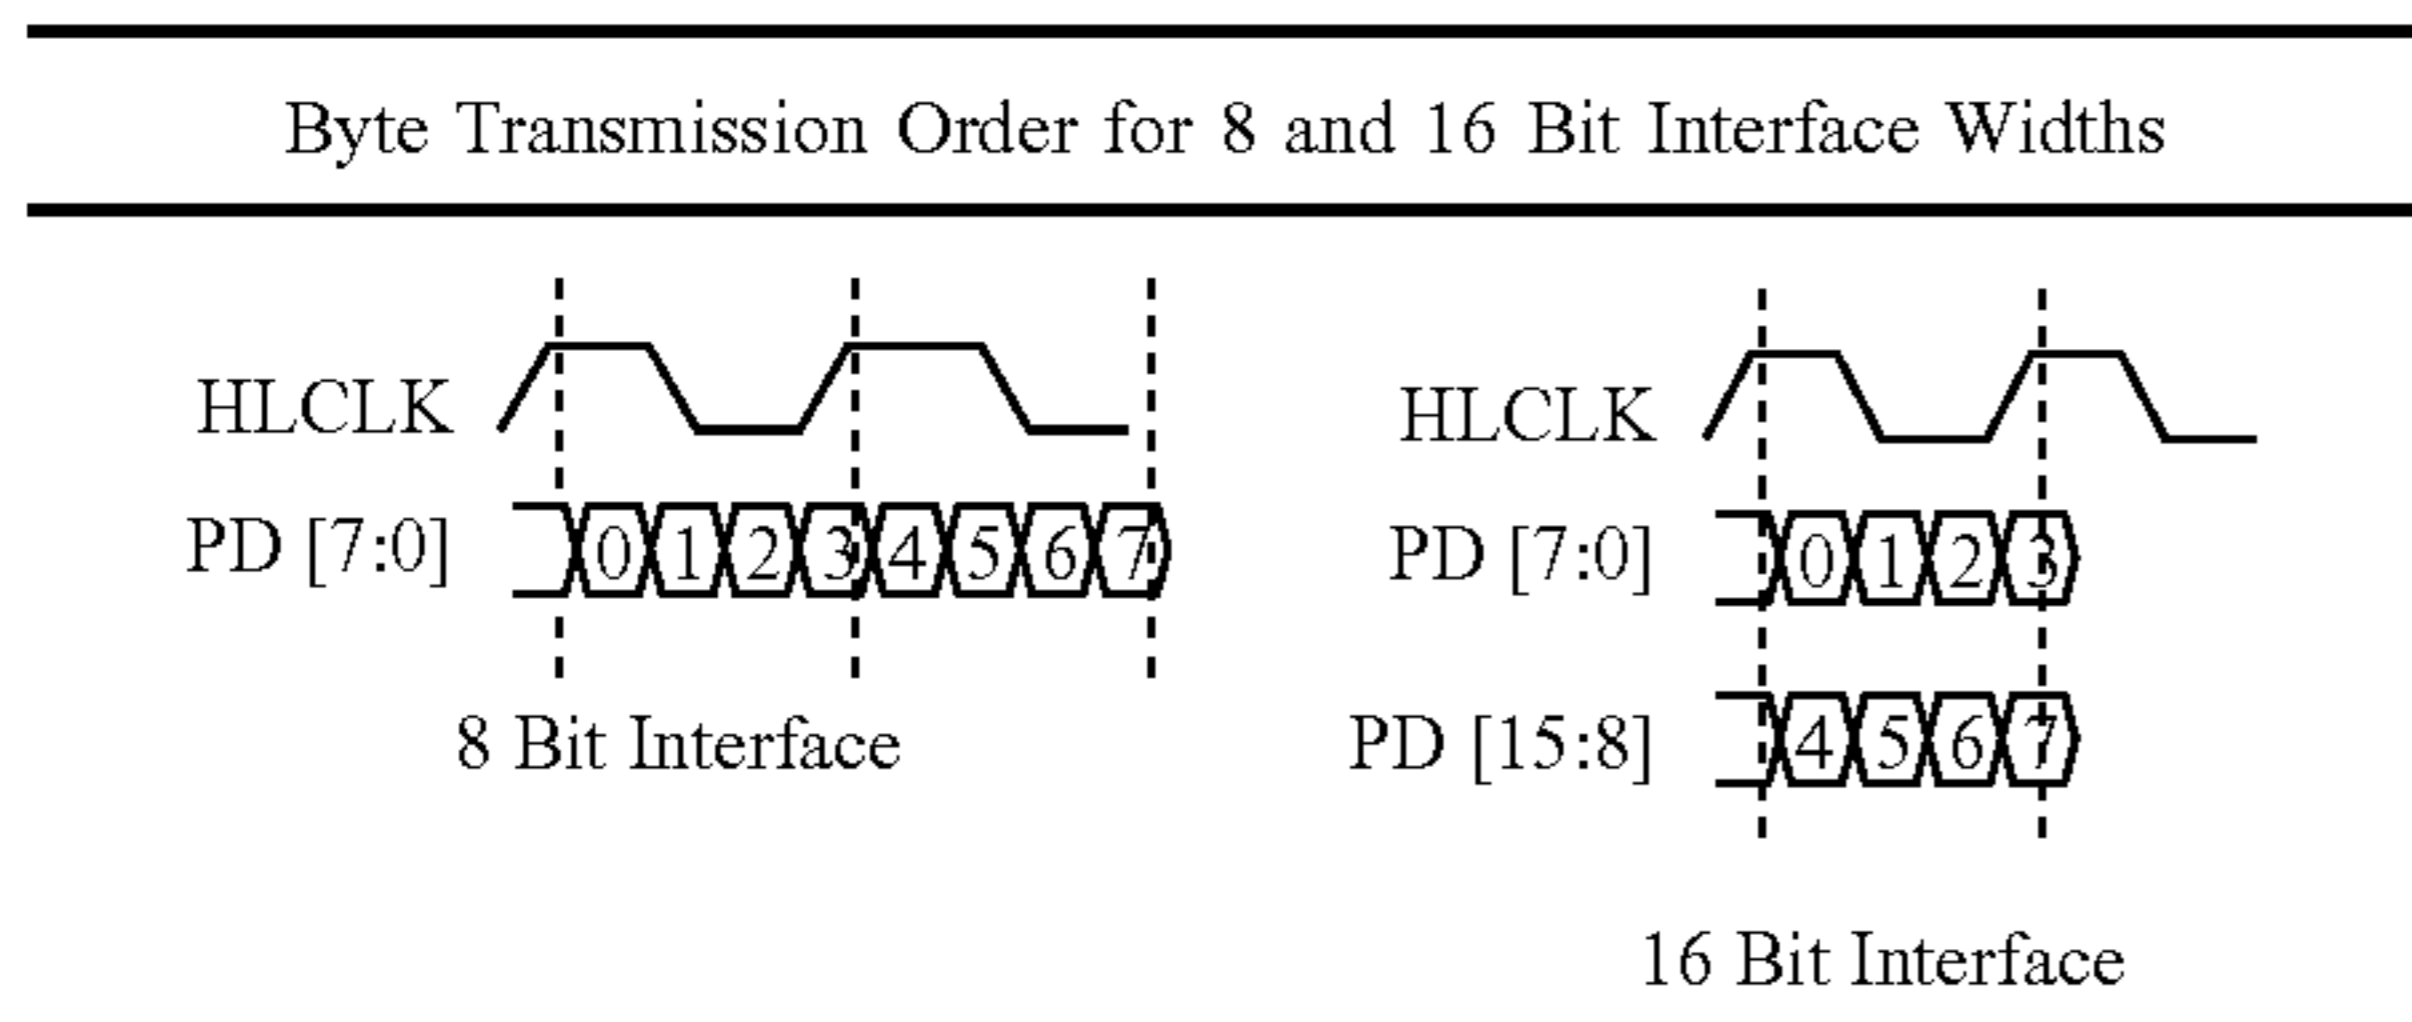 Byte Transmission Order for 8 and 16 Bit Interface Widths
HLCLK
PD [7:0] 0 1 2 3 4 5 6 7
8 Bit Interface
HLCLK
PD [7:0] 0 1 2 3
PD [15:8] 4 5 6 7
16 Bit Interface